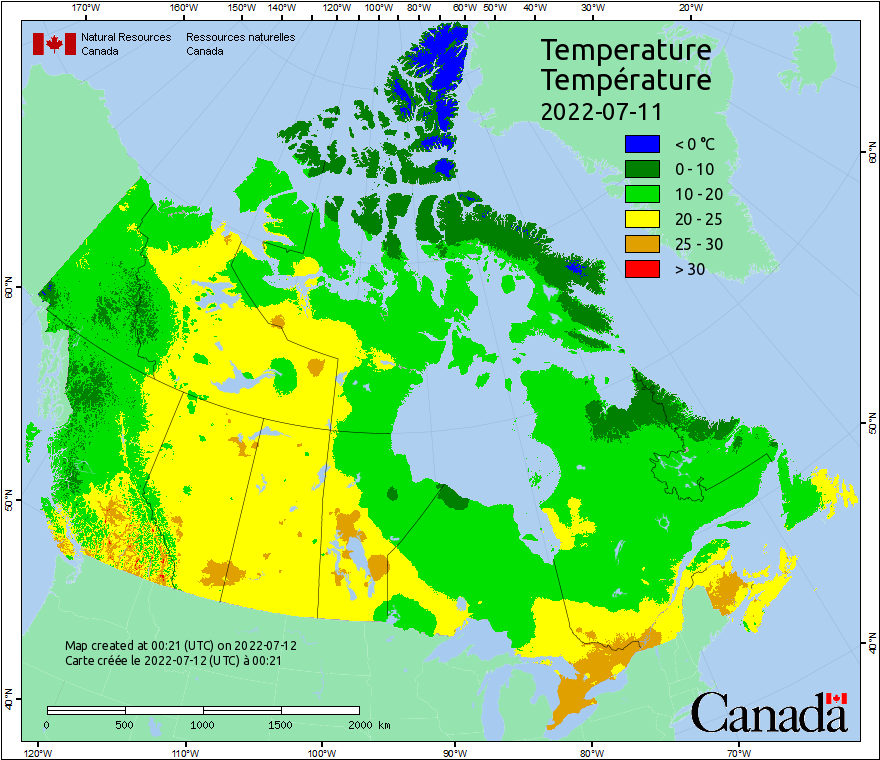 170°W 160°W 150°W 140°W 130°W 120°W 110°W 100°W 80°W 60°W 50°W 40°W 30°W 20°W
Natural Resources Ressources naturelles
Canada Canada
Temperature
Température
2022-07-11
< 0 °C
0 - 10
10 - 20
20 - 25
25 - 30
> 30
60°N
60°N
50°N
50°N
40°N
40°N
Map created at 00:21 (UTC) on 2022-07-12
Carte créée le 2022-07-12 (UTC) à 00:21
0 500 1000 1500 2000 km
Canada
120°W 110°W 100°W 90°W 80°W 70°W